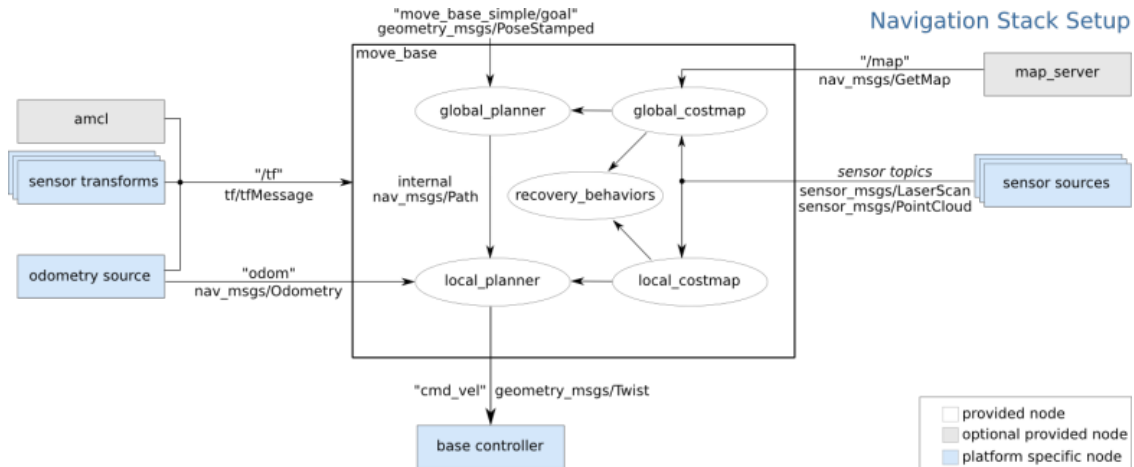 Navigation Stack Setup
"move_base_simple/goal"
geometry_msgs/PoseStamped
move_base
"/map"
nav_msgs/GetMap
map_server
amcl
global_planner
global_costmap
sensor transforms
"/tf"
tf/tfMessage
internal
nav_msgs/Path
recovery_behaviors
sensor topics
sensor_msgs/LaserScan
sensor_msgs/PointCloud
sensor sources
odometry source
"odom"
nav_msgs/Odometry
local_planner
local_costmap
"cmd_vel" geometry_msgs/Twist
base controller
provided node
optional provided node
platform specific node